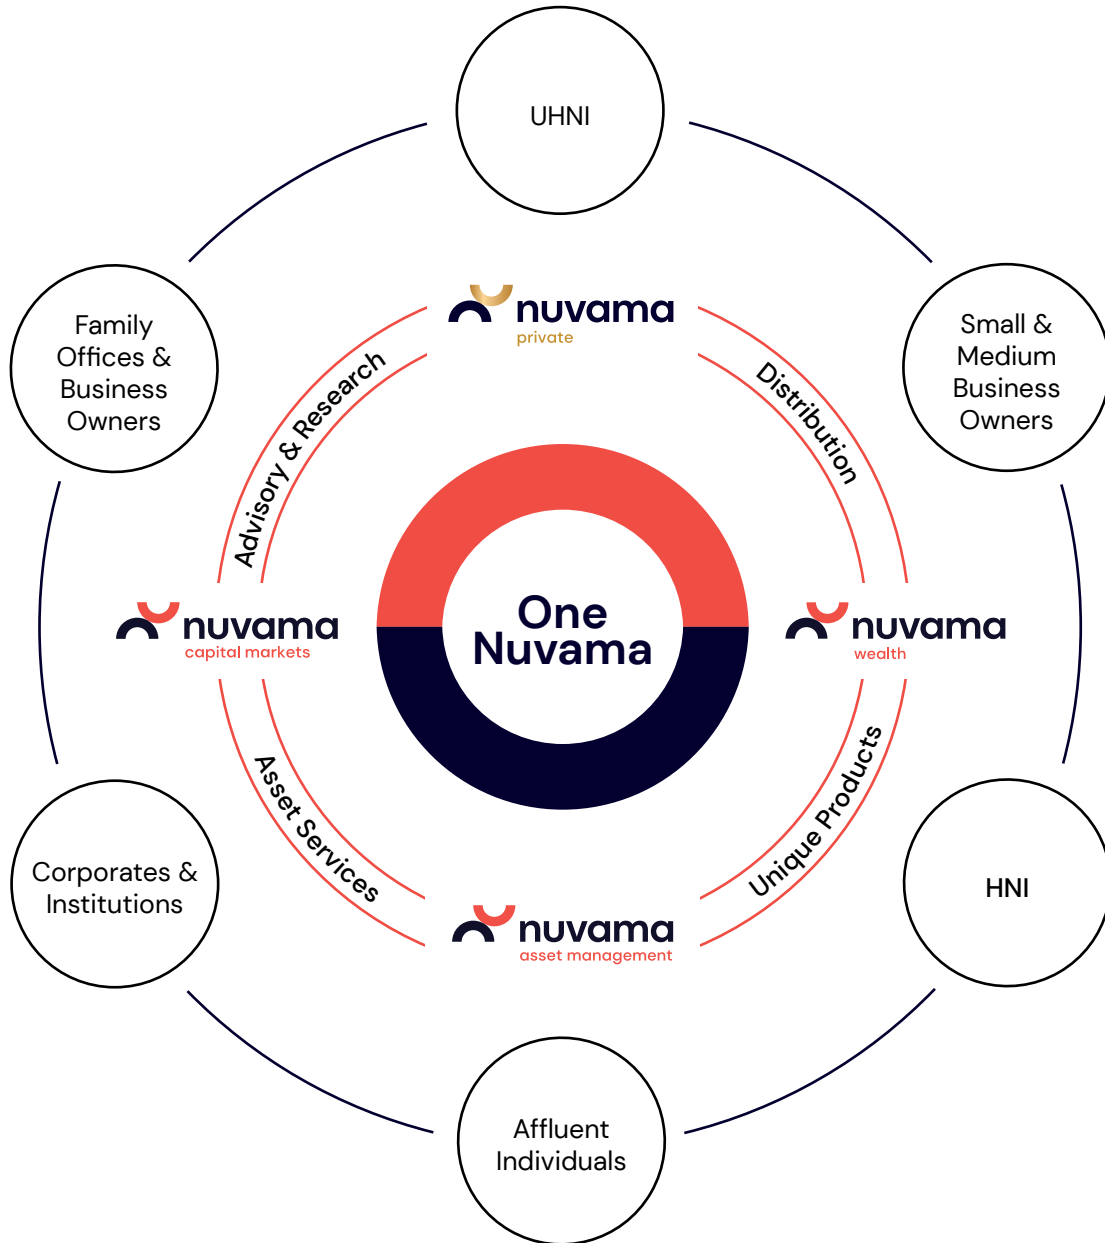 UHNI
Family
Offices &
Business
Owners
Small &
Medium
Business
Owners
nuvama
private
Advisory & Research
Distribution
One
Nuvama
nuvama
capital markets
nuvama
wealth
Asset Services
Unique Products
nuvama
asset management
Corporates &
Institutions
HNI
Affluent
Individuals